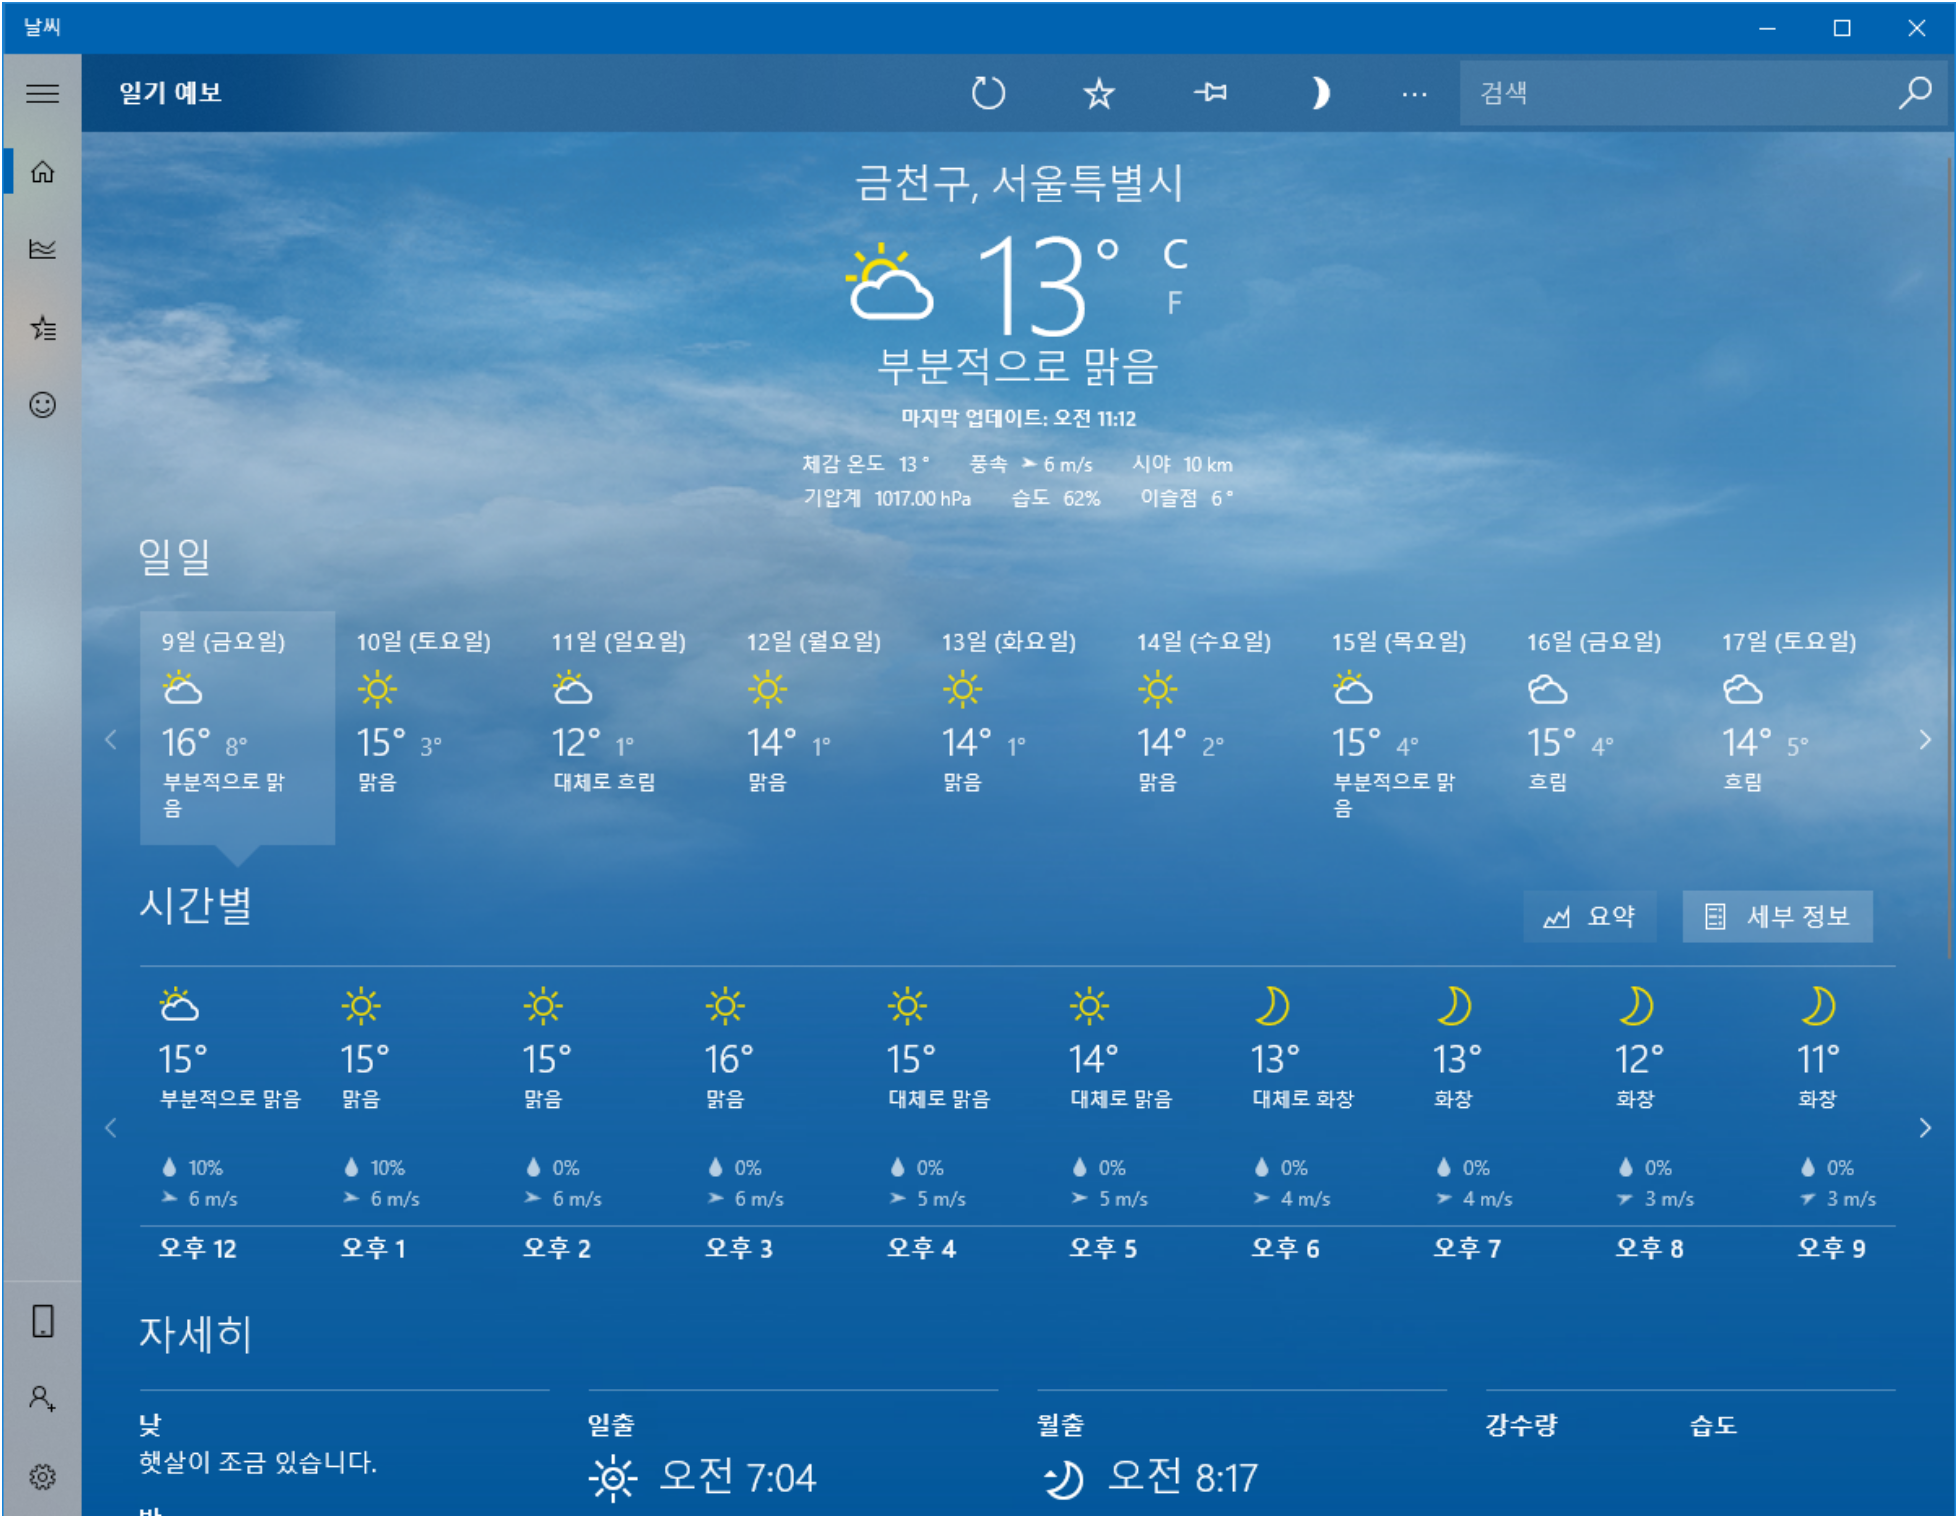 날씨
일기 예보
검색
금천구, 서울특별시
13° C
F
부분적으로 맑음
마지막 업데이트: 오전 11:12
체감 온도 13° 풍속 6 m/s 시야 10 km
기압계 1017.00 hPa 습도 62% 이슬점 6°
일일
9일 (금요일) 10일 (토요일) 11일 (일요일) 12일 (월요일) 13일 (화요일) 14일 (수요일) 15일 (목요일) 16일 (금요일) 17일 (토요일)
16° 8° 15° 3° 12° 1° 14° 1° 14° 1° 14° 2° 15° 4° 15° 4° 14° 5°
부분적으로 맑 맑음 대체로 흐림 맑음 맑음 맑음 부분적으로 맑 흐림 흐림
음 음
시간별
요약 세부 정보
15° 15° 15° 16° 15° 14° 13° 13° 12° 11°
부분적으로 맑음 맑음 맑음 맑음 대체로 맑음 대체로 맑음 대체로 화창 화창 화창 화창
10% 10% 0% 0% 0% 0% 0% 0% 0% 0%
6 m/s 6 m/s 6 m/s 6 m/s 5 m/s 5 m/s 4 m/s 4 m/s 3 m/s 3 m/s
오후 12 오후 1 오후 2 오후 3 오후 4 오후 5 오후 6 오후 7 오후 8 오후 9
자세히
낮 일출 월출 강수량 습도
햇살이 조금 있습니다.
오전 7:04 오전 8:17